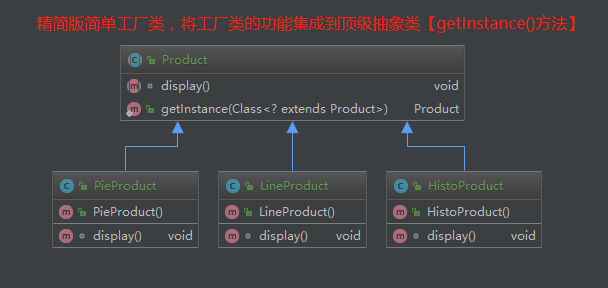 精简版简单工厂类，将工厂类的功能集成到顶级抽象类【getInstance()方法】
Product
display() void
getInstance(Class<? extends Product>) Product
PieProduct
PieProduct()
display() void
LineProduct
LineProduct()
display() void
HistoProduct
HistoProduct()
display() void